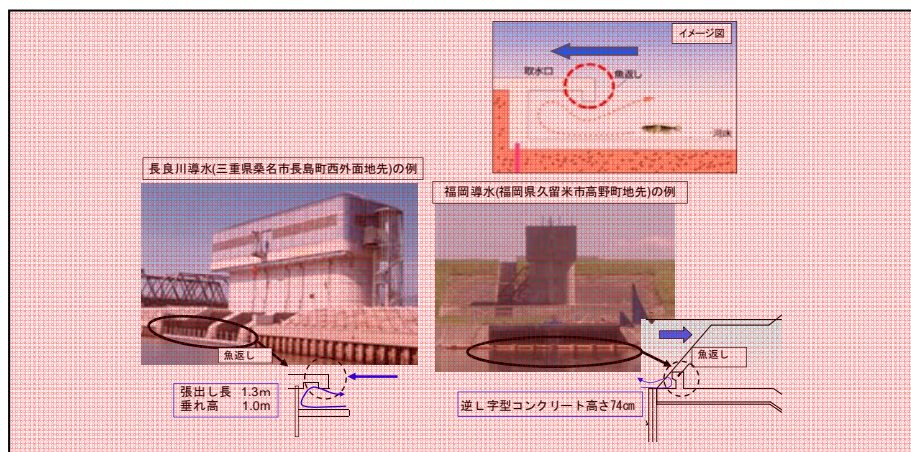 イメージ図
取水口
魚返し
河床
長良川導水(三重県桑名市長島町西外面地先)の例
福岡導水(福岡県久留米市高野町地先)の例
魚返し
魚返し
張出し長 1.3m
垂れ高 1.0m
逆L字型コンクリート高さ74㎝